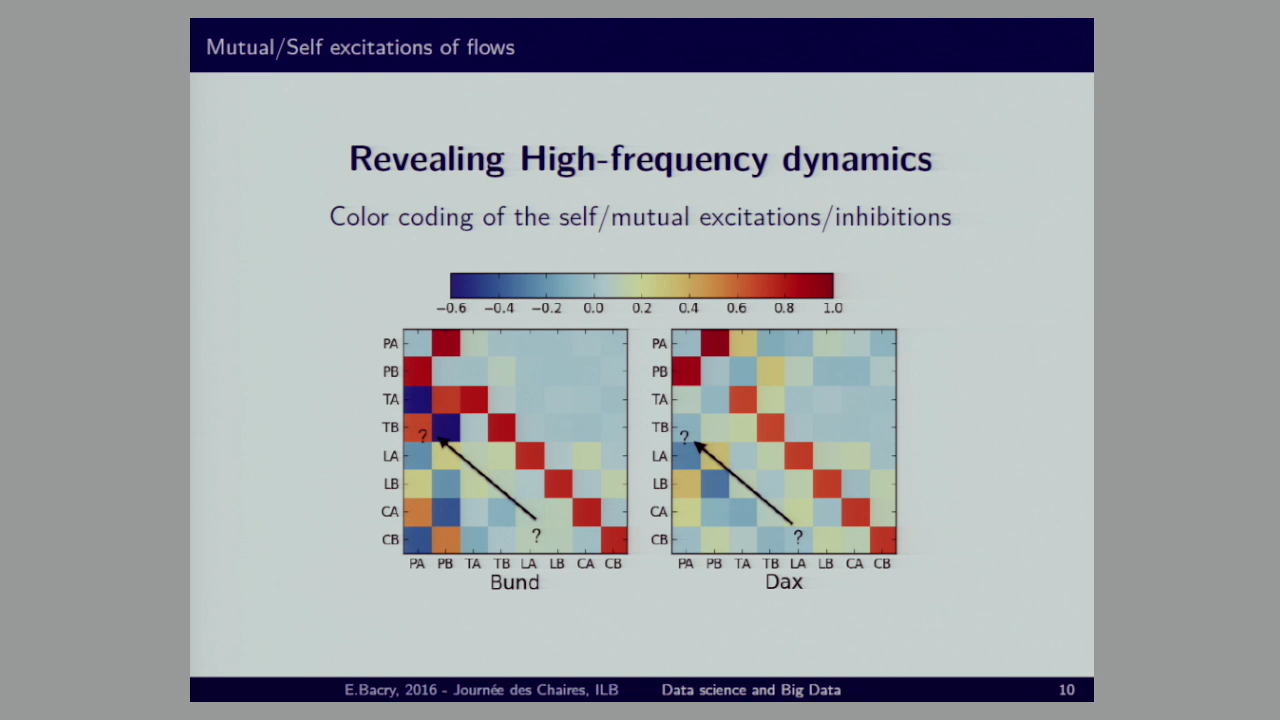 Mutual/Self excitations of flows
Revealing High-frequency dynamics
Color coding of the self/mutual excitations/inhibitions
−0.6 −0.4 −0.2 0.0 0.2 0.4 0.6 0.8 1.0
PA
PB
TA
TB
LA
LB
CA
CB
?
?
PA PB TA TB LA LB CA CB
Bund
PA
PB
TA
TB
LA
LB
CA
CB
?
?
PA PB TA TB LA LB CA CB
Dax
E.Bacry, 2016 - Journée des Chaires, ILB Data science and Big Data 10